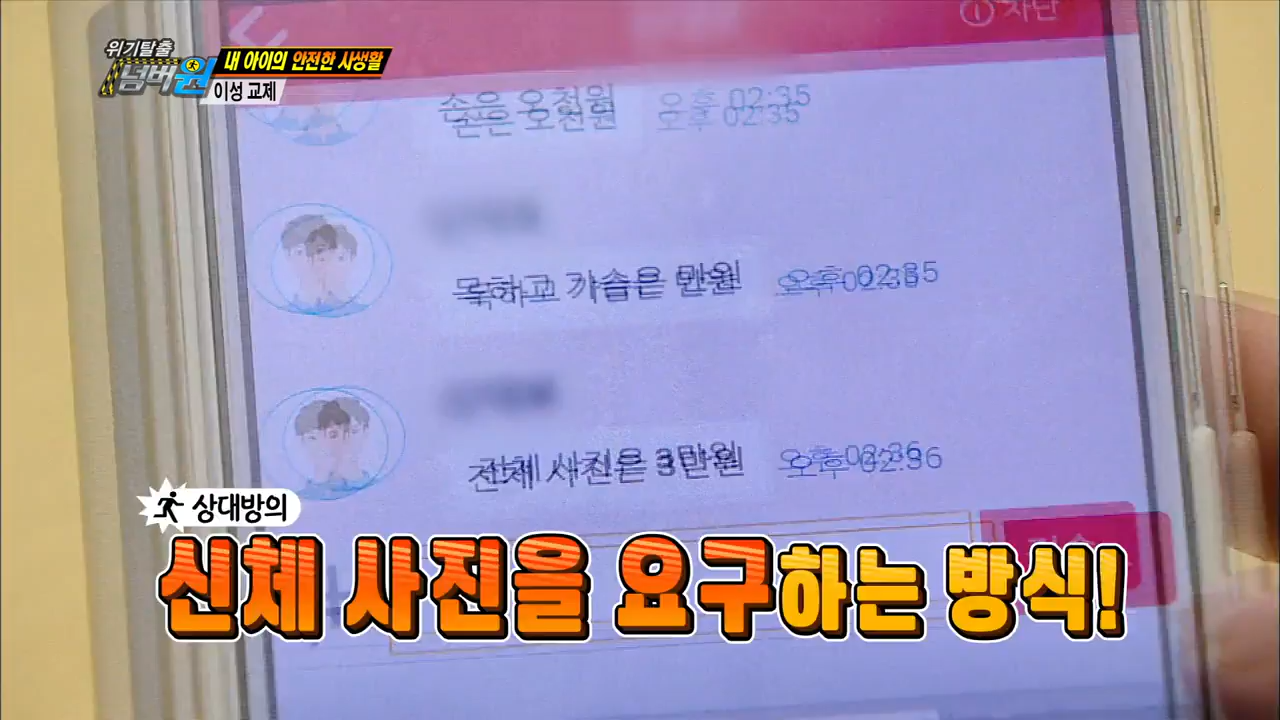 위기탈출
넘버원
내 아이의 안전한 사생활
이성 교제
차단
손은 오천원 오후 02:35
목하고 가슴은 만원 오후 02:35
전체 사진은 3만원 오후 02:36
상대방의
신체 사진을 요구하는 방식!